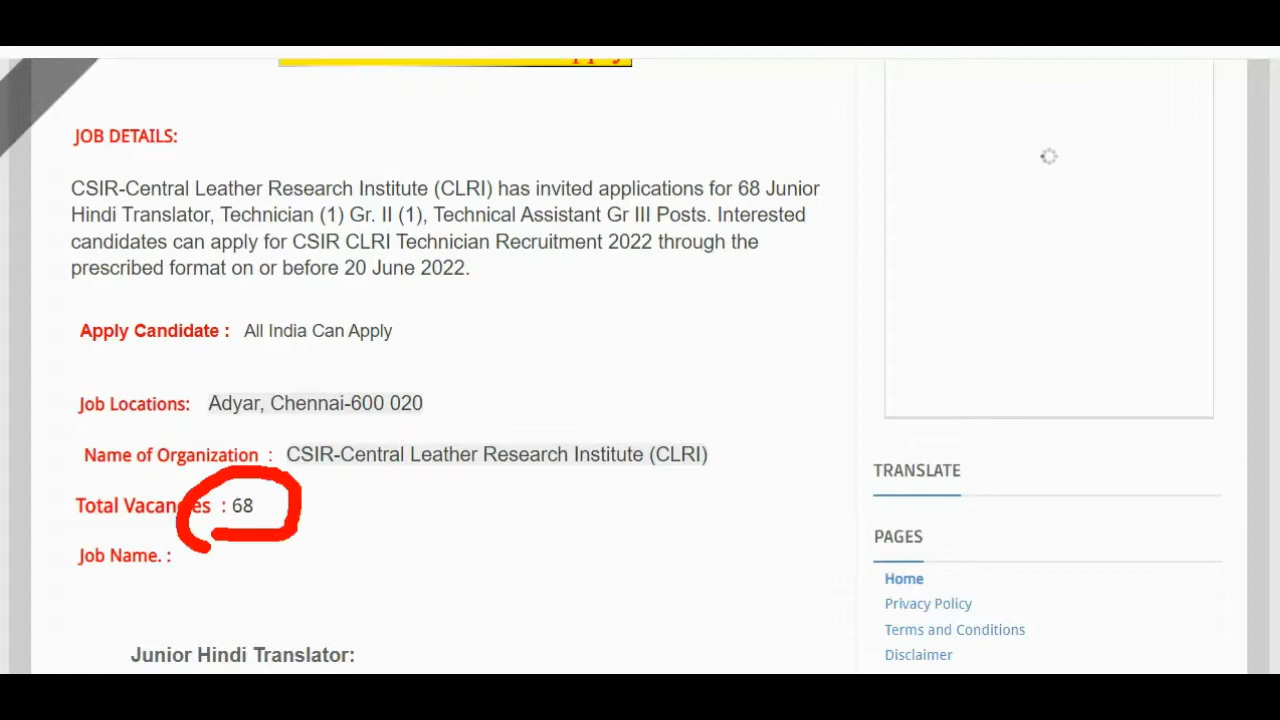 JOB DETAILS:
CSIR-Central Leather Research Institute (CLRI) has invited applications for 68 Junior
Hindi Translator, Technician (1) Gr. II (1), Technical Assistant Gr III Posts. Interested
candidates can apply for CSIR CLRI Technician Recruitment 2022 through the
prescribed format on or before 20 June 2022.
Apply Candidate : All India Can Apply
Job Locations: Adyar, Chennai-600 020
Name of Organization : CSIR-Central Leather Research Institute (CLRI)
Total Vacancies : 68
Job Name. :
Junior Hindi Translator:
TRANSLATE
PAGES
Home
Privacy Policy
Terms and Conditions
Disclaimer